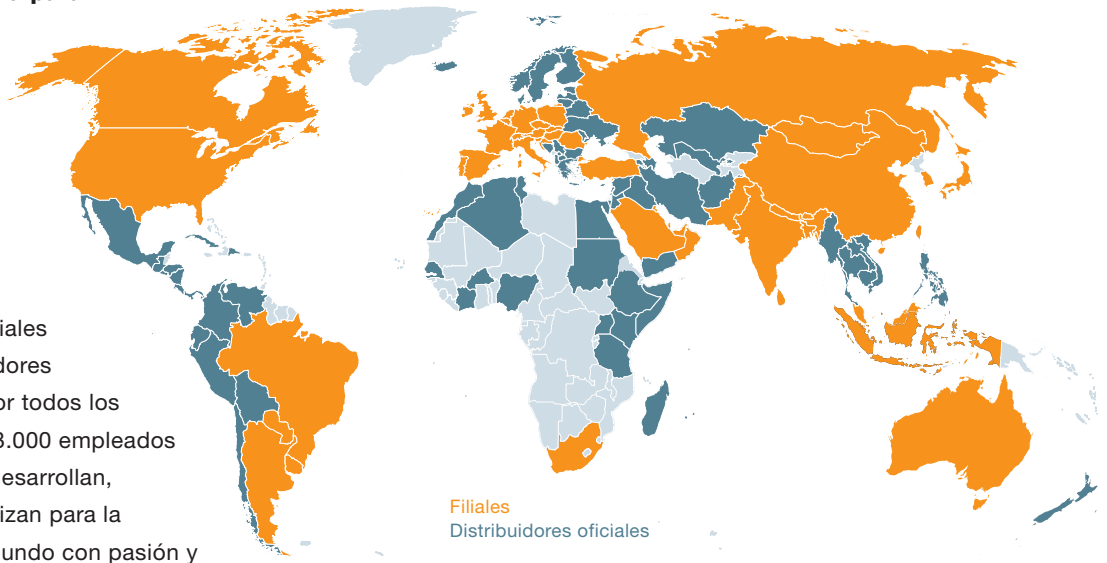 iales
dores
or todos los
3.000 empleados
esarrollan,
izan para la
undo con pasión y
Filiales
Distribuidores oficiales